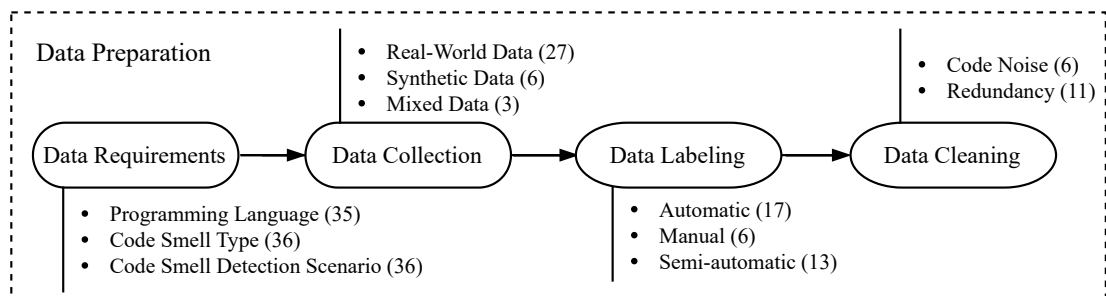 Data Preparation
• Real-World Data (27)
• Synthetic Data (6)
• Mixed Data (3)
• Code Noise (6)
• Redundancy (11)
Data Requirements
Data Collection
Data Labeling
Data Cleaning
• Programming Language (35)
• Code Smell Type (36)
• Code Smell Detection Scenario (36)
• Automatic (17)
• Manual (6)
• Semi-automatic (13)